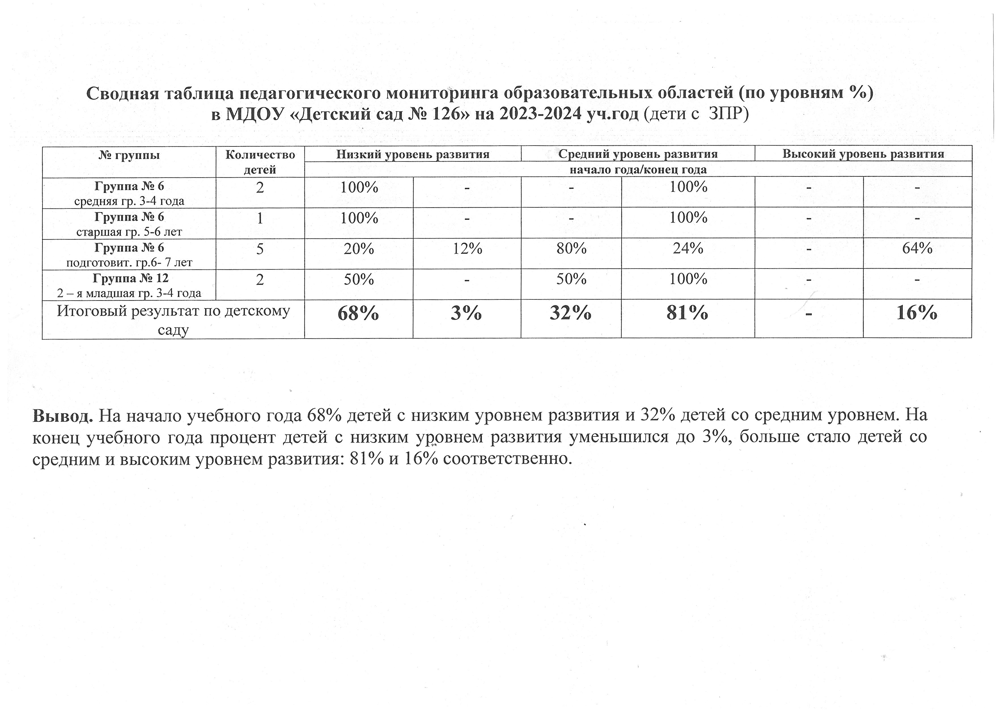 Сводная таблица педагогического мониторинга образовательных областей (по уровням %)
в МДОУ «Детский сад № 126» на 2023-2024 уч.год (дети с ЗПР)
№ группы Количество детей Низкий уровень развития Средний уровень развития Высокий уровень развития
начало года/конец года
Группа № 6 2 100% - - 100% - -
средняя гр. 3-4 года
Группа № 6 1 100% - - 100% - -
старшая гр. 5-6 лет
Группа № 6 5 20% 12% 80% 24% - 64%
подготовит. гр.6- 7 лет
Группа № 12 2 50% - 50% 100% - -
2 – я младшая гр. 3-4 года
Итоговый результат по детскому 68% 3% 32% 81% - 16%
саду
Вывод. На начало учебного года 68% детей с низким уровнем развития и 32% детей со средним уровнем. На
конец учебного года процент детей с низким уровнем развития уменьшился до 3%, больше стало детей со
средним и высоким уровнем развития: 81% и 16% соответственно.